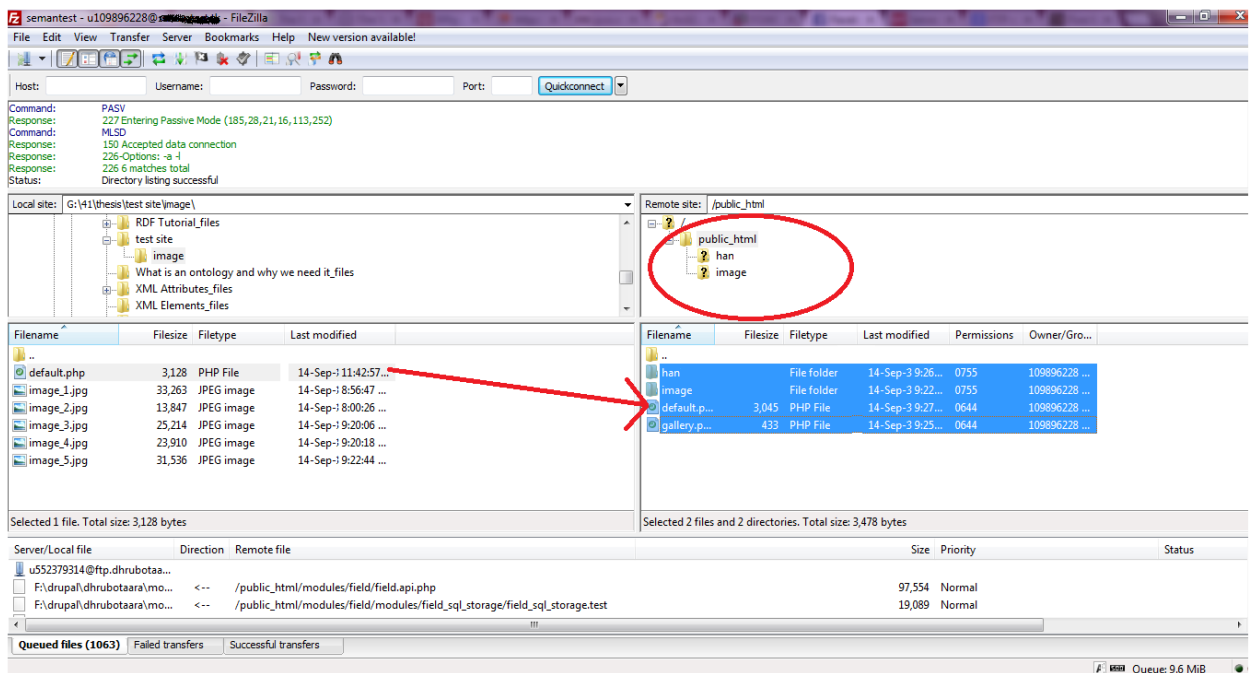 semantest - u109896228@ - FileZilla
File Edit View Transfer Server Bookmarks Help New version available!
Host: Username: Password: Port: Quickconnect
Command: PASV
Response: 227 Entering Passive Mode (185,28,21,16,113,252)
Command: MLSD
Response: 150 Accepted data connection
Response: 226-Options: -a -l
Response: 226 6 matches total
Status: Directory listing successful
Local site: G:\41\thesis\test site\image\
RDF Tutorial_files
test site
image
What is an ontology and why we need it_files
XML Attributes_files
XML Elements_files
Remote site: /public_html
/
public_html
han
image
Filename Filesize Filetype Last modified
..
default.php 3,128 PHP File 14-Sep-3 11:42:57...
image_1.jpg 33,263 JPEG image 14-Sep-3 8:56:47 ...
image_2.jpg 13,847 JPEG image 14-Sep-3 8:00:26 ...
image_3.jpg 25,214 JPEG image 14-Sep-3 9:20:06 ...
image_4.jpg 23,910 JPEG image 14-Sep-3 9:20:18 ...
image_5.jpg 31,536 JPEG image 14-Sep-3 9:22:44 ...
Selected 1 file. Total size: 3,128 bytes
Filename Filesize Filetype Last modified Permissions Owner/Gro...
..
han File folder 14-Sep-3 9:26... 0755 109896228 ...
image File folder 14-Sep-3 9:22... 0755 109896228 ...
default.p... 3,045 PHP File 14-Sep-3 9:27... 0644 109896228 ...
gallery.p... 433 PHP File 14-Sep-3 9:25... 0644 109896228 ...
Selected 2 files and 2 directories. Total size: 3,478 bytes
Server/Local file Direction Remote file Size Priority Status
u552379314@ftp.dhrubotaa...
F:\drupal\dhrubotaara\mo... <-- /public_html/modules/field/field.api.php 97,554 Normal
F:\drupal\dhrubotaara\mo... <-- /public_html/modules/field/modules/field_sql_storage/field_sql_storage.test 19,089 Normal
Queued files (1063) Failed transfers Successful transfers
Queue: 9.6 MiB